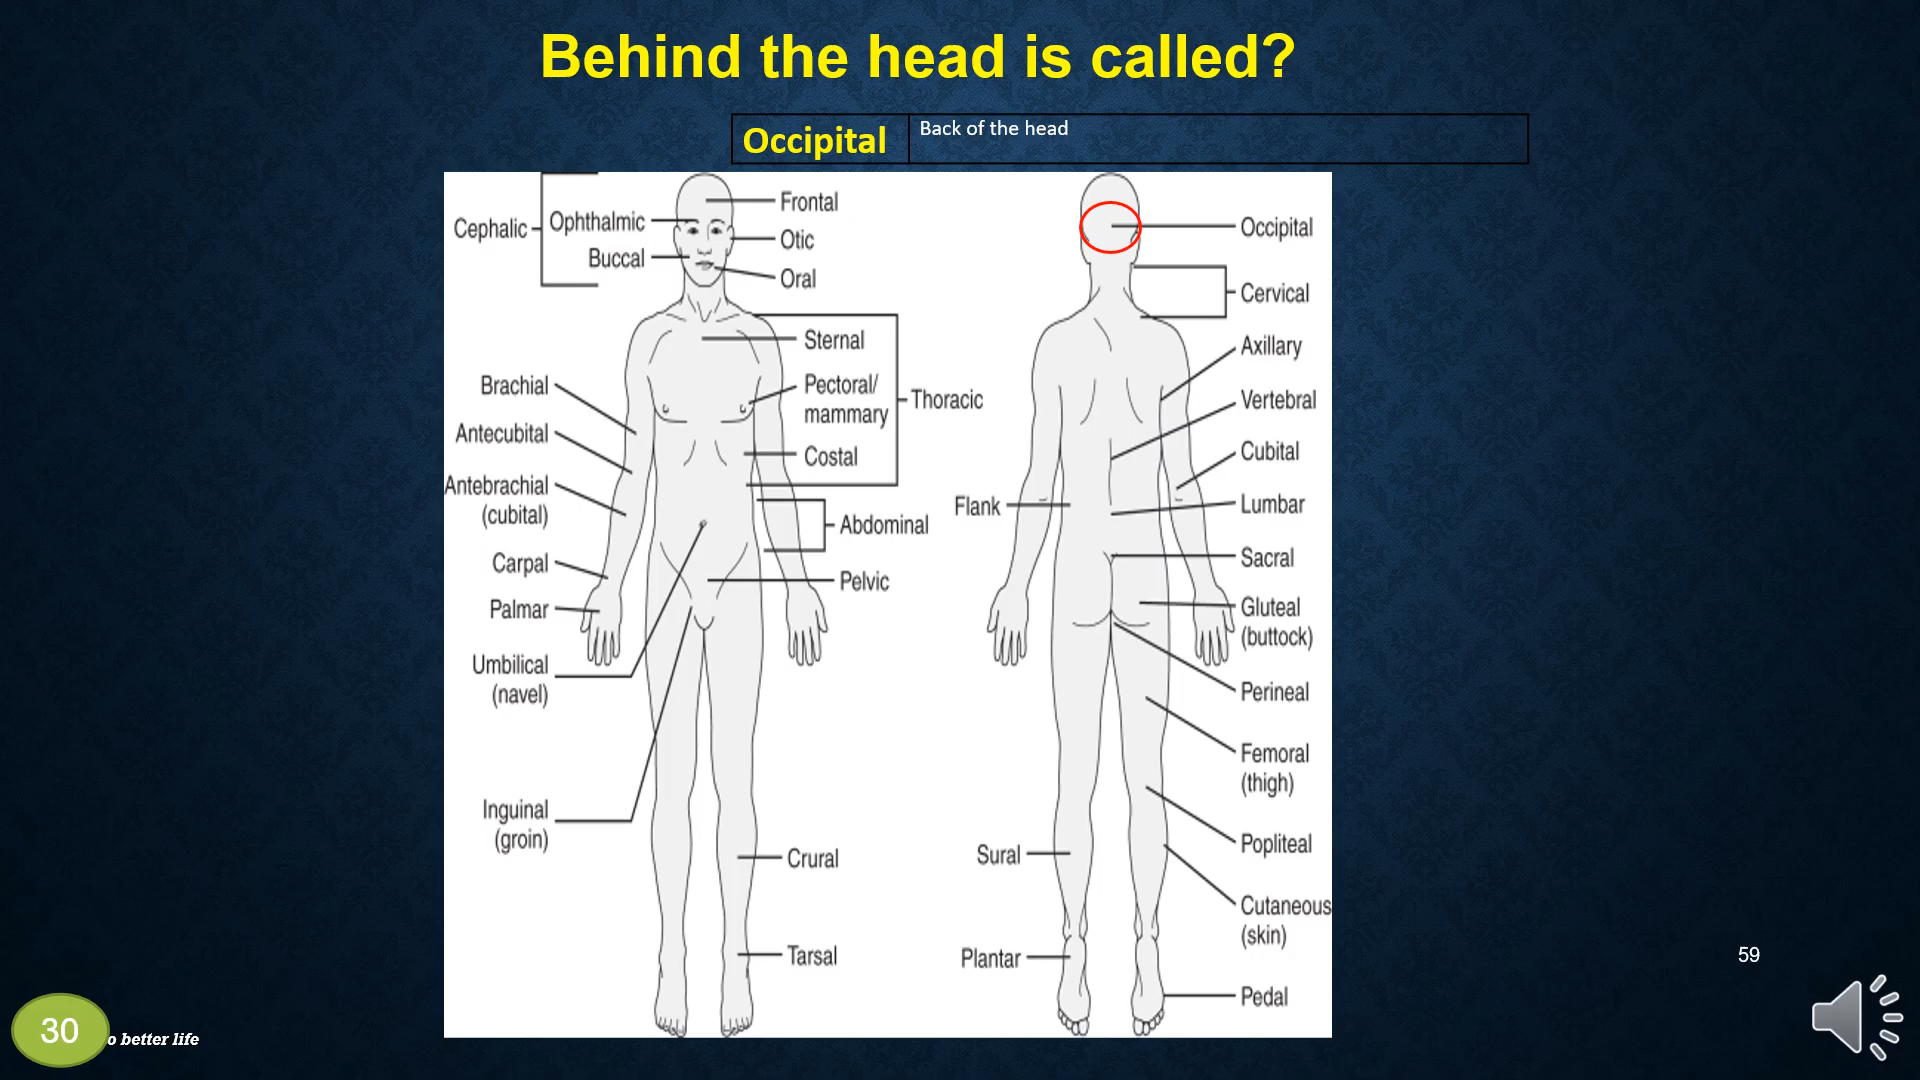 Behind the head is called?
Occipital
Back of the head
Cephalic
Ophthalmic
Buccal
Frontal
Otic
Oral
Sternal
Pectoral/
mammary
Costal
Thoracic
Brachial
Antecubital
Antebrachial
(cubital)
Carpal
Palmar
Umbilical
(navel)
Inguinal
(groin)
Abdominal
Pelvic
Crural
Tarsal
Occipital
Cervical
Axillary
Vertebral
Cubital
Flank
Lumbar
Sacral
Gluteal
(buttock)
Perineal
Femoral
(thigh)
Popliteal
Sural
Cutaneous
(skin)
Plantar
Pedal
59
30
o better life